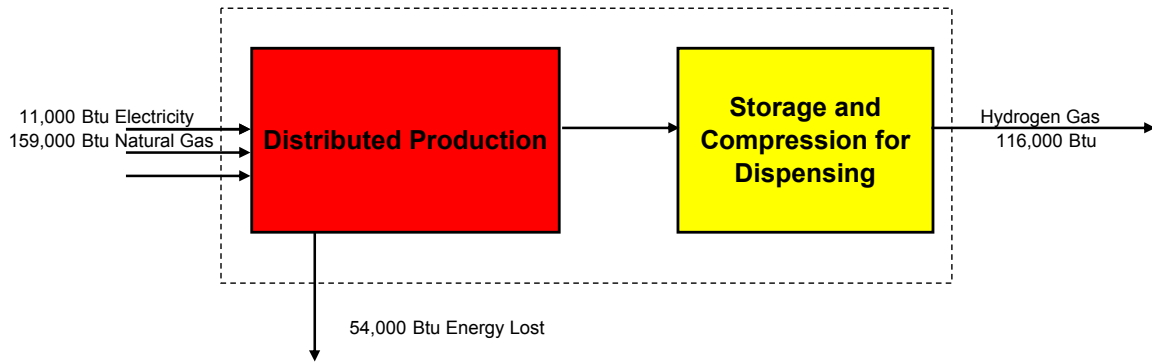 11,000 Btu Electricity
159,000 Btu Natural Gas
Distributed Production
Storage and
Compression for
Dispensing
Hydrogen Gas
116,000 Btu
54,000 Btu Energy Lost